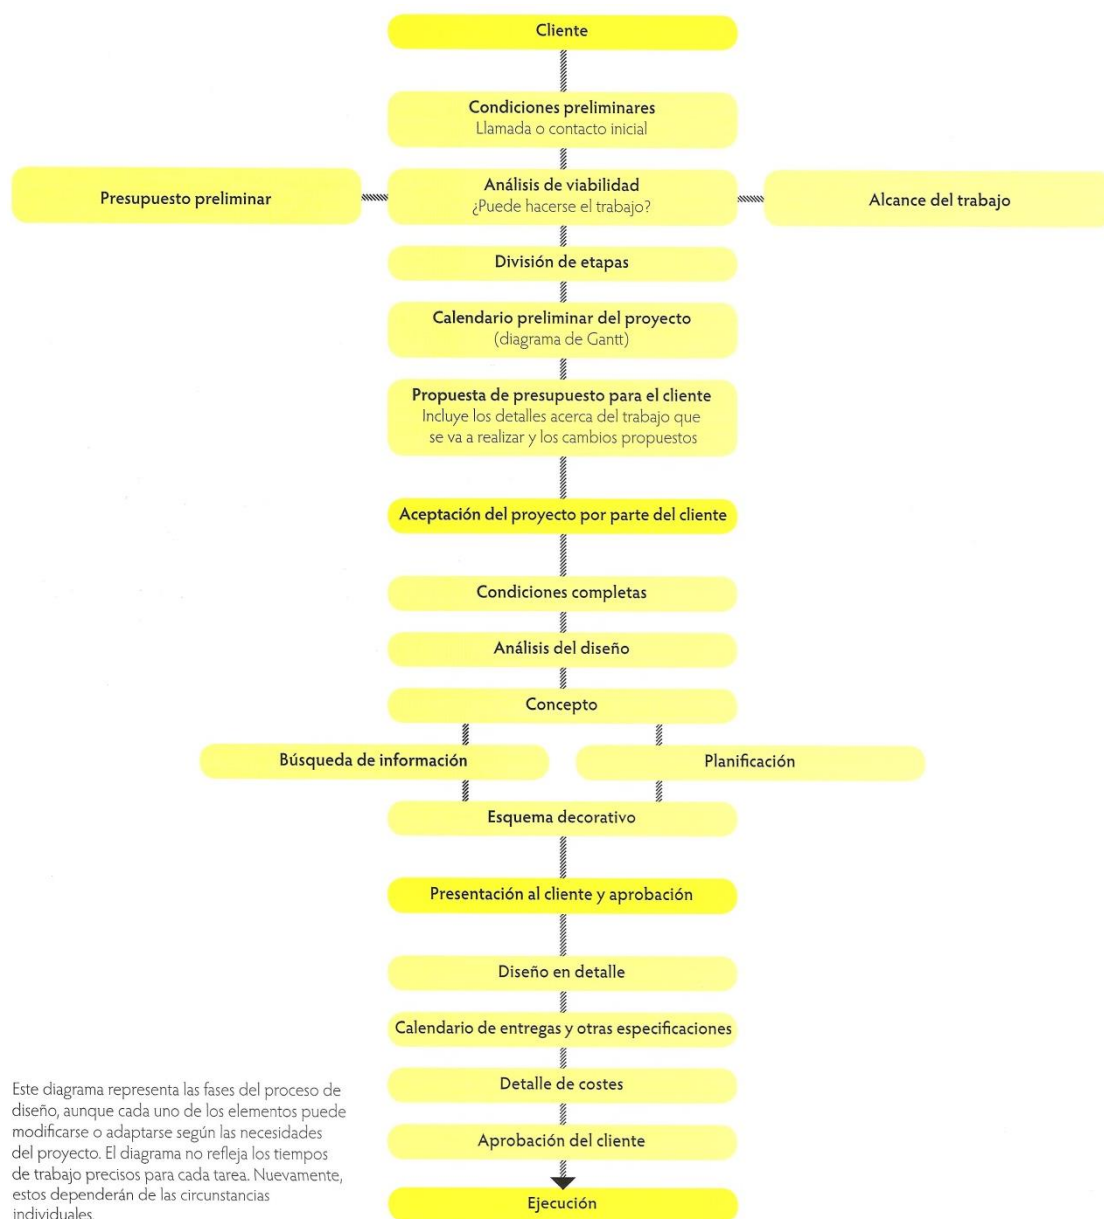 Cliente
Condiciones preliminares
Llamada o contacto inicial
Presupuesto preliminar
Análisis de viabilidad
¿Puede hacerse el trabajo?
Alcance del trabajo
División de etapas
Calendario preliminar del proyecto
(diagrama de Gantt)
Propuesta de presupuesto para el cliente
Incluye los detalles acerca del trabajo que
se va a realizar y los cambios propuestos
Aceptación del proyecto por parte del cliente
Condiciones completas
Análisis del diseño
Concepto
Búsqueda de información
Planificación
Esquema decorativo
Presentación al cliente y aprobación
Diseño en detalle
Calendario de entregas y otras especificaciones
Detalle de costes
Aprobación del cliente
Ejecución
Este diagrama representa las fases del proceso de
diseño, aunque cada uno de los elementos puede
modificarse o adaptarse según las necesidades
del proyecto. El diagrama no refleja los tiempos
de trabajo precisos para cada tarea. Nuevamente,
estos dependerán de las circunstancias
individuales.